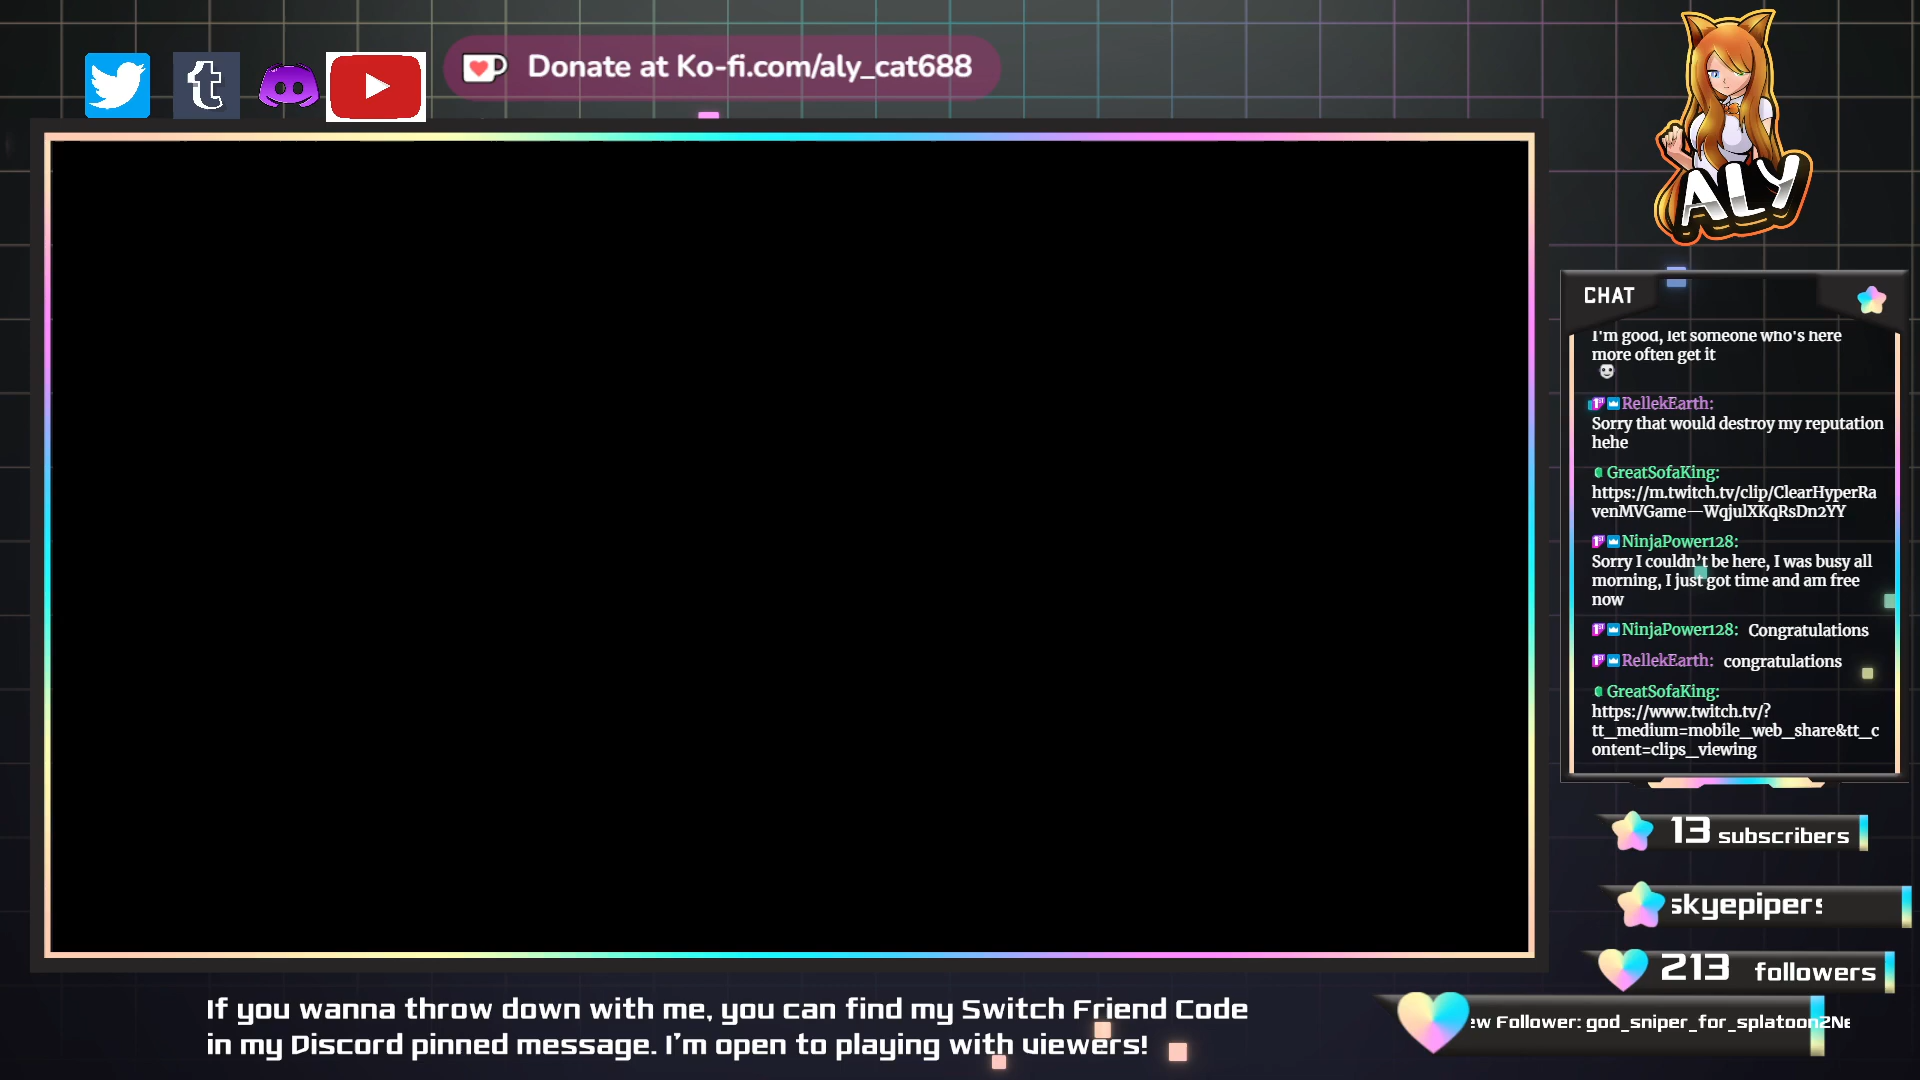 Donate at Ko-fi.com/aly_cat688
ALY
CHAT
I'm good, let someone who's here
more often get it
RellekEarth:
Sorry that would destroy my reputation
hehe
GreatSofaKing:
https://m.twitch.tv/clip/ClearHyperRa
venMVGame—WqjulXKqRsDn2YY
NinjaPower128:
Sorry I couldn't be here, I was busy all
morning, I just got time and am free
now
NinjaPower128: Congratulations
RellekEarth: congratulations
GreatSofaKing:
https://www.twitch.tv/?
tt_medium=mobile_web_share&tt_c
ontent=clips_viewing
13 subscribers
skyepipers
213 followers
ew Follower: god_sniper_for_splatoon2Ne
If you wanna throw down with me, you can find my Switch Friend Code
in my Discord pinned message. I'm open to playing with viewers!